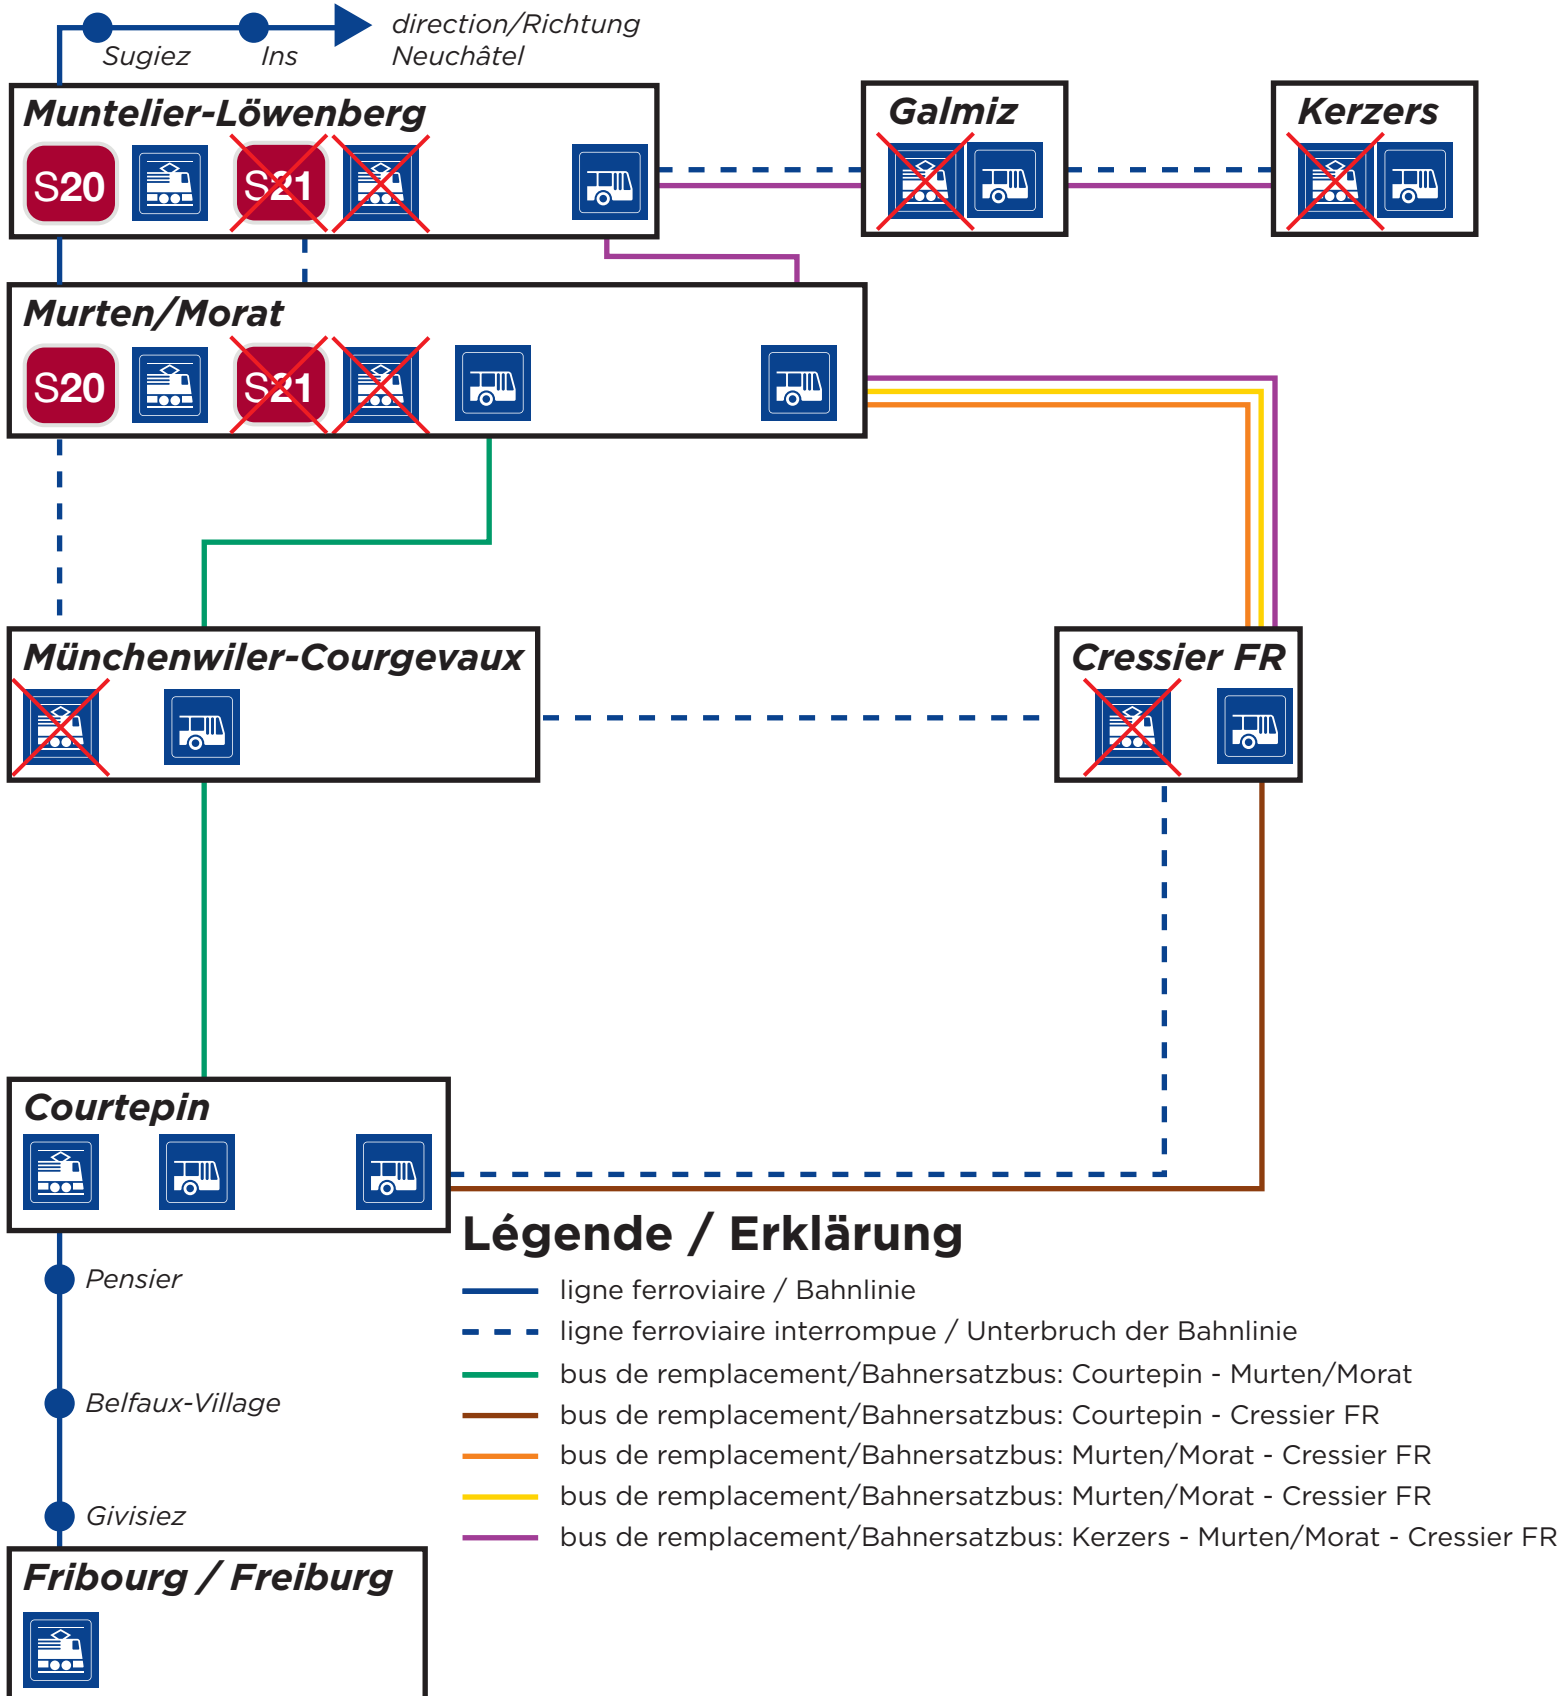 direction/Richtung
Sugiez Ins Neuchâtel
Muntelier-Löwenberg
Galmiz
Kerzers
S20 S21
Murten/Morat
S20 S21
Münchenwiler-Courgevaux
Cressier FR
Courtepin
Légende / Erklärung
Pensier
ligne ferroviaire / Bahnlinie
ligne ferroviaire interrompue / Unterbruch der Bahnlinie
bus de remplacement/Bahnersatzbus: Courtepin - Murten/Morat
Belfaux-Village
bus de remplacement/Bahnersatzbus: Courtepin - Cressier FR
bus de remplacement/Bahnersatzbus: Murten/Morat - Cressier FR
bus de remplacement/Bahnersatzbus: Murten/Morat - Cressier FR
Givisiez
bus de remplacement/Bahnersatzbus: Kerzers - Murten/Morat - Cressier FR
Fribourg / Freiburg